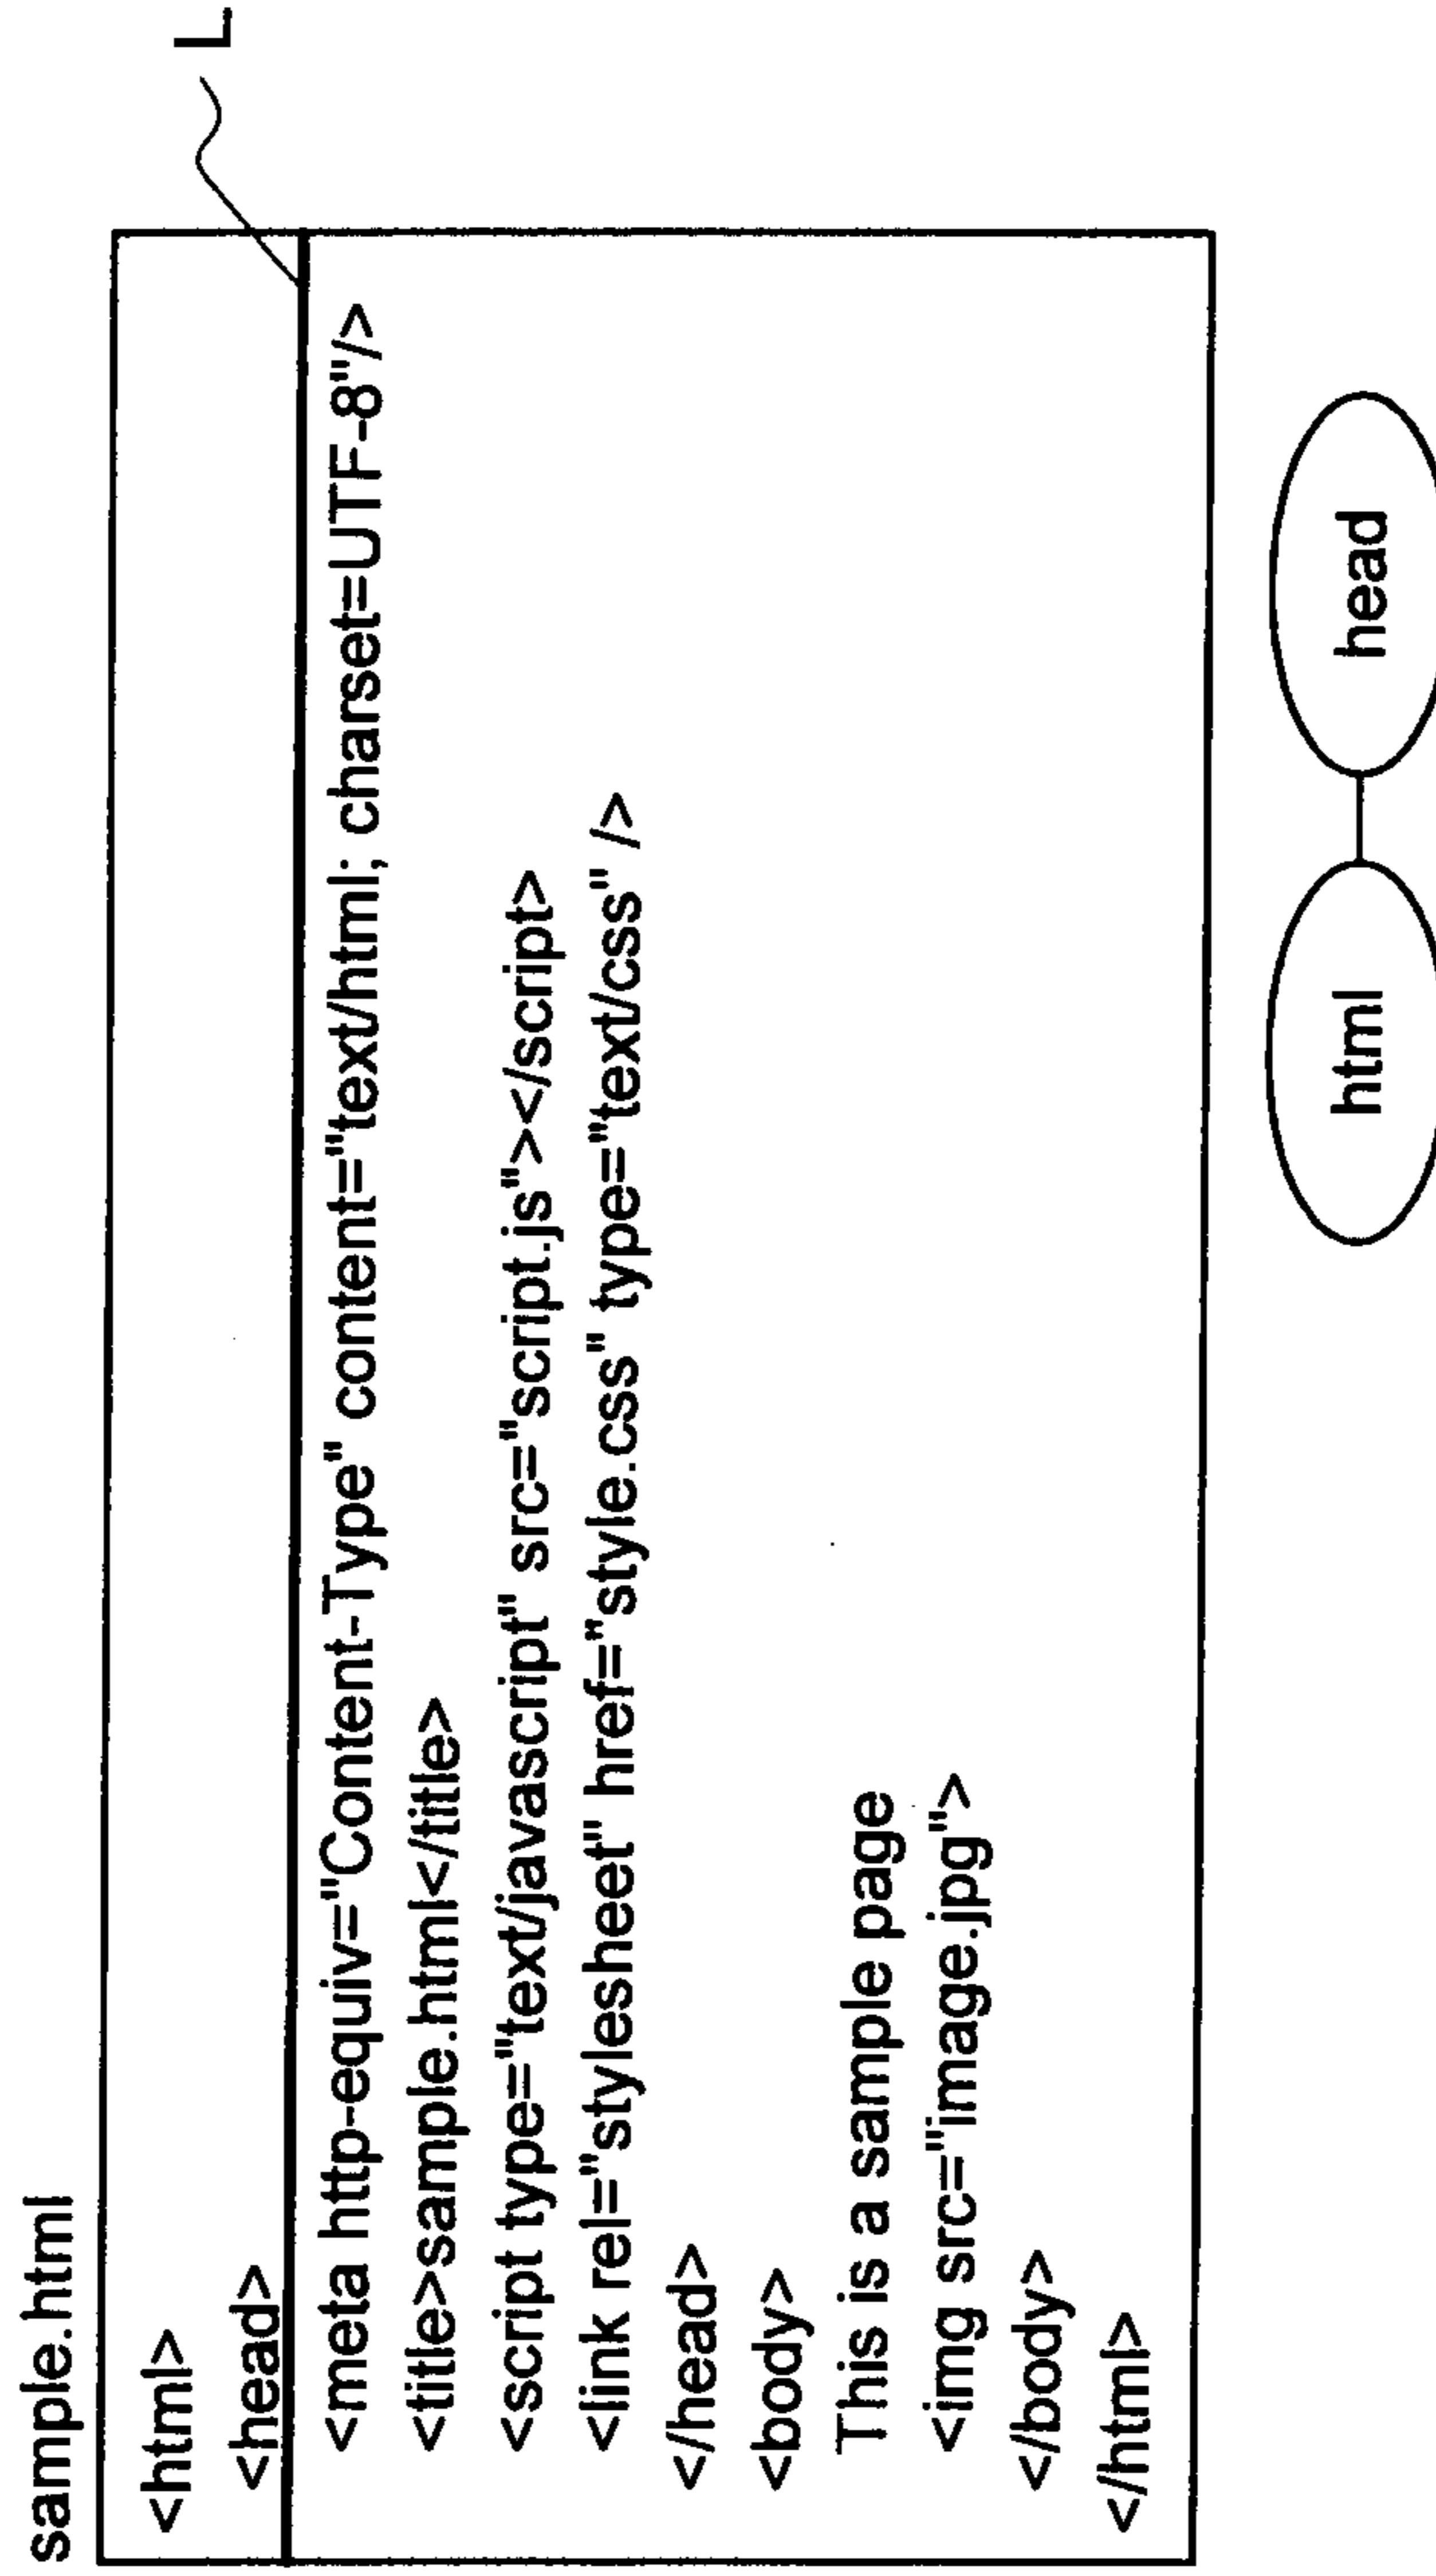 sample.html
L
<html>
<head>
<meta http-equiv="Content-Type" content="text/html; charset=UTF-8"/>
<title>sample.html</title>
<script type="text/javascript" src="script.js"></script>
<link rel="stylesheet" href="style.css" type="text/css" />
</head>
<body>
This is a sample page
<img src="image.jpg">
</body>
</html>
html head